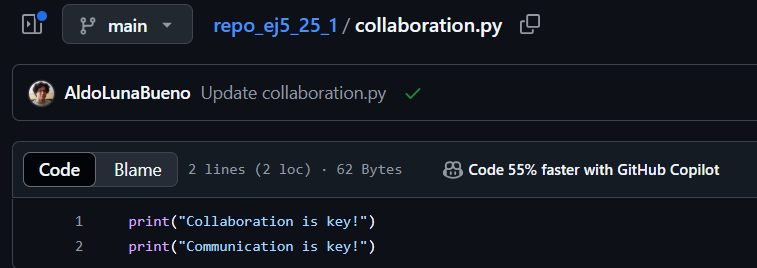 main repo_ej5_25_1 / collaboration.py
AldoLunaBueno Update collaboration.py
Code Blame 2 lines (2 loc) · 62 Bytes Code 55% faster with GitHub Copilot
1 print("Collaboration is key!")
2 print("Communication is key!")